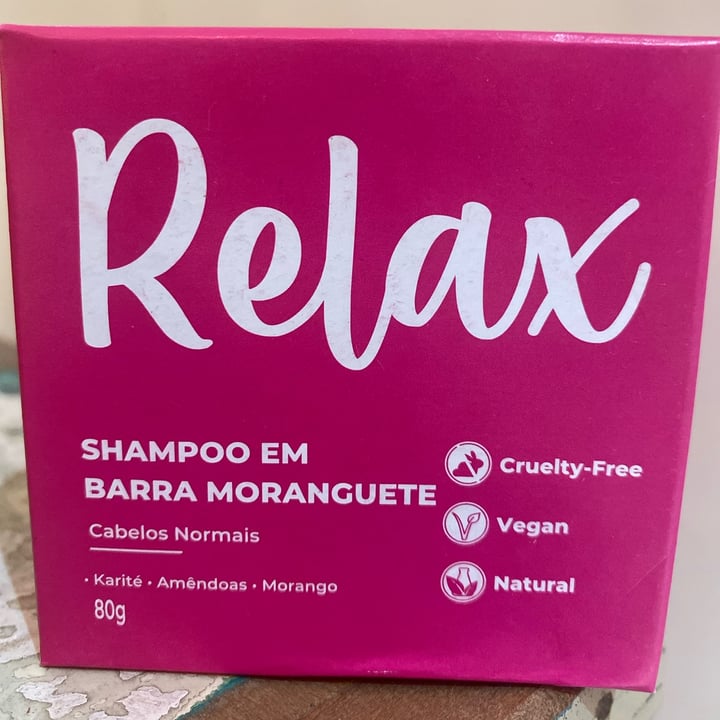 Relax
SHAMPOO EM
BARRA MORANGUETE
Cabelos Normais
• Karité • Amêndoas • Morango
80g
Cruelty-Free
Vegan
Natural